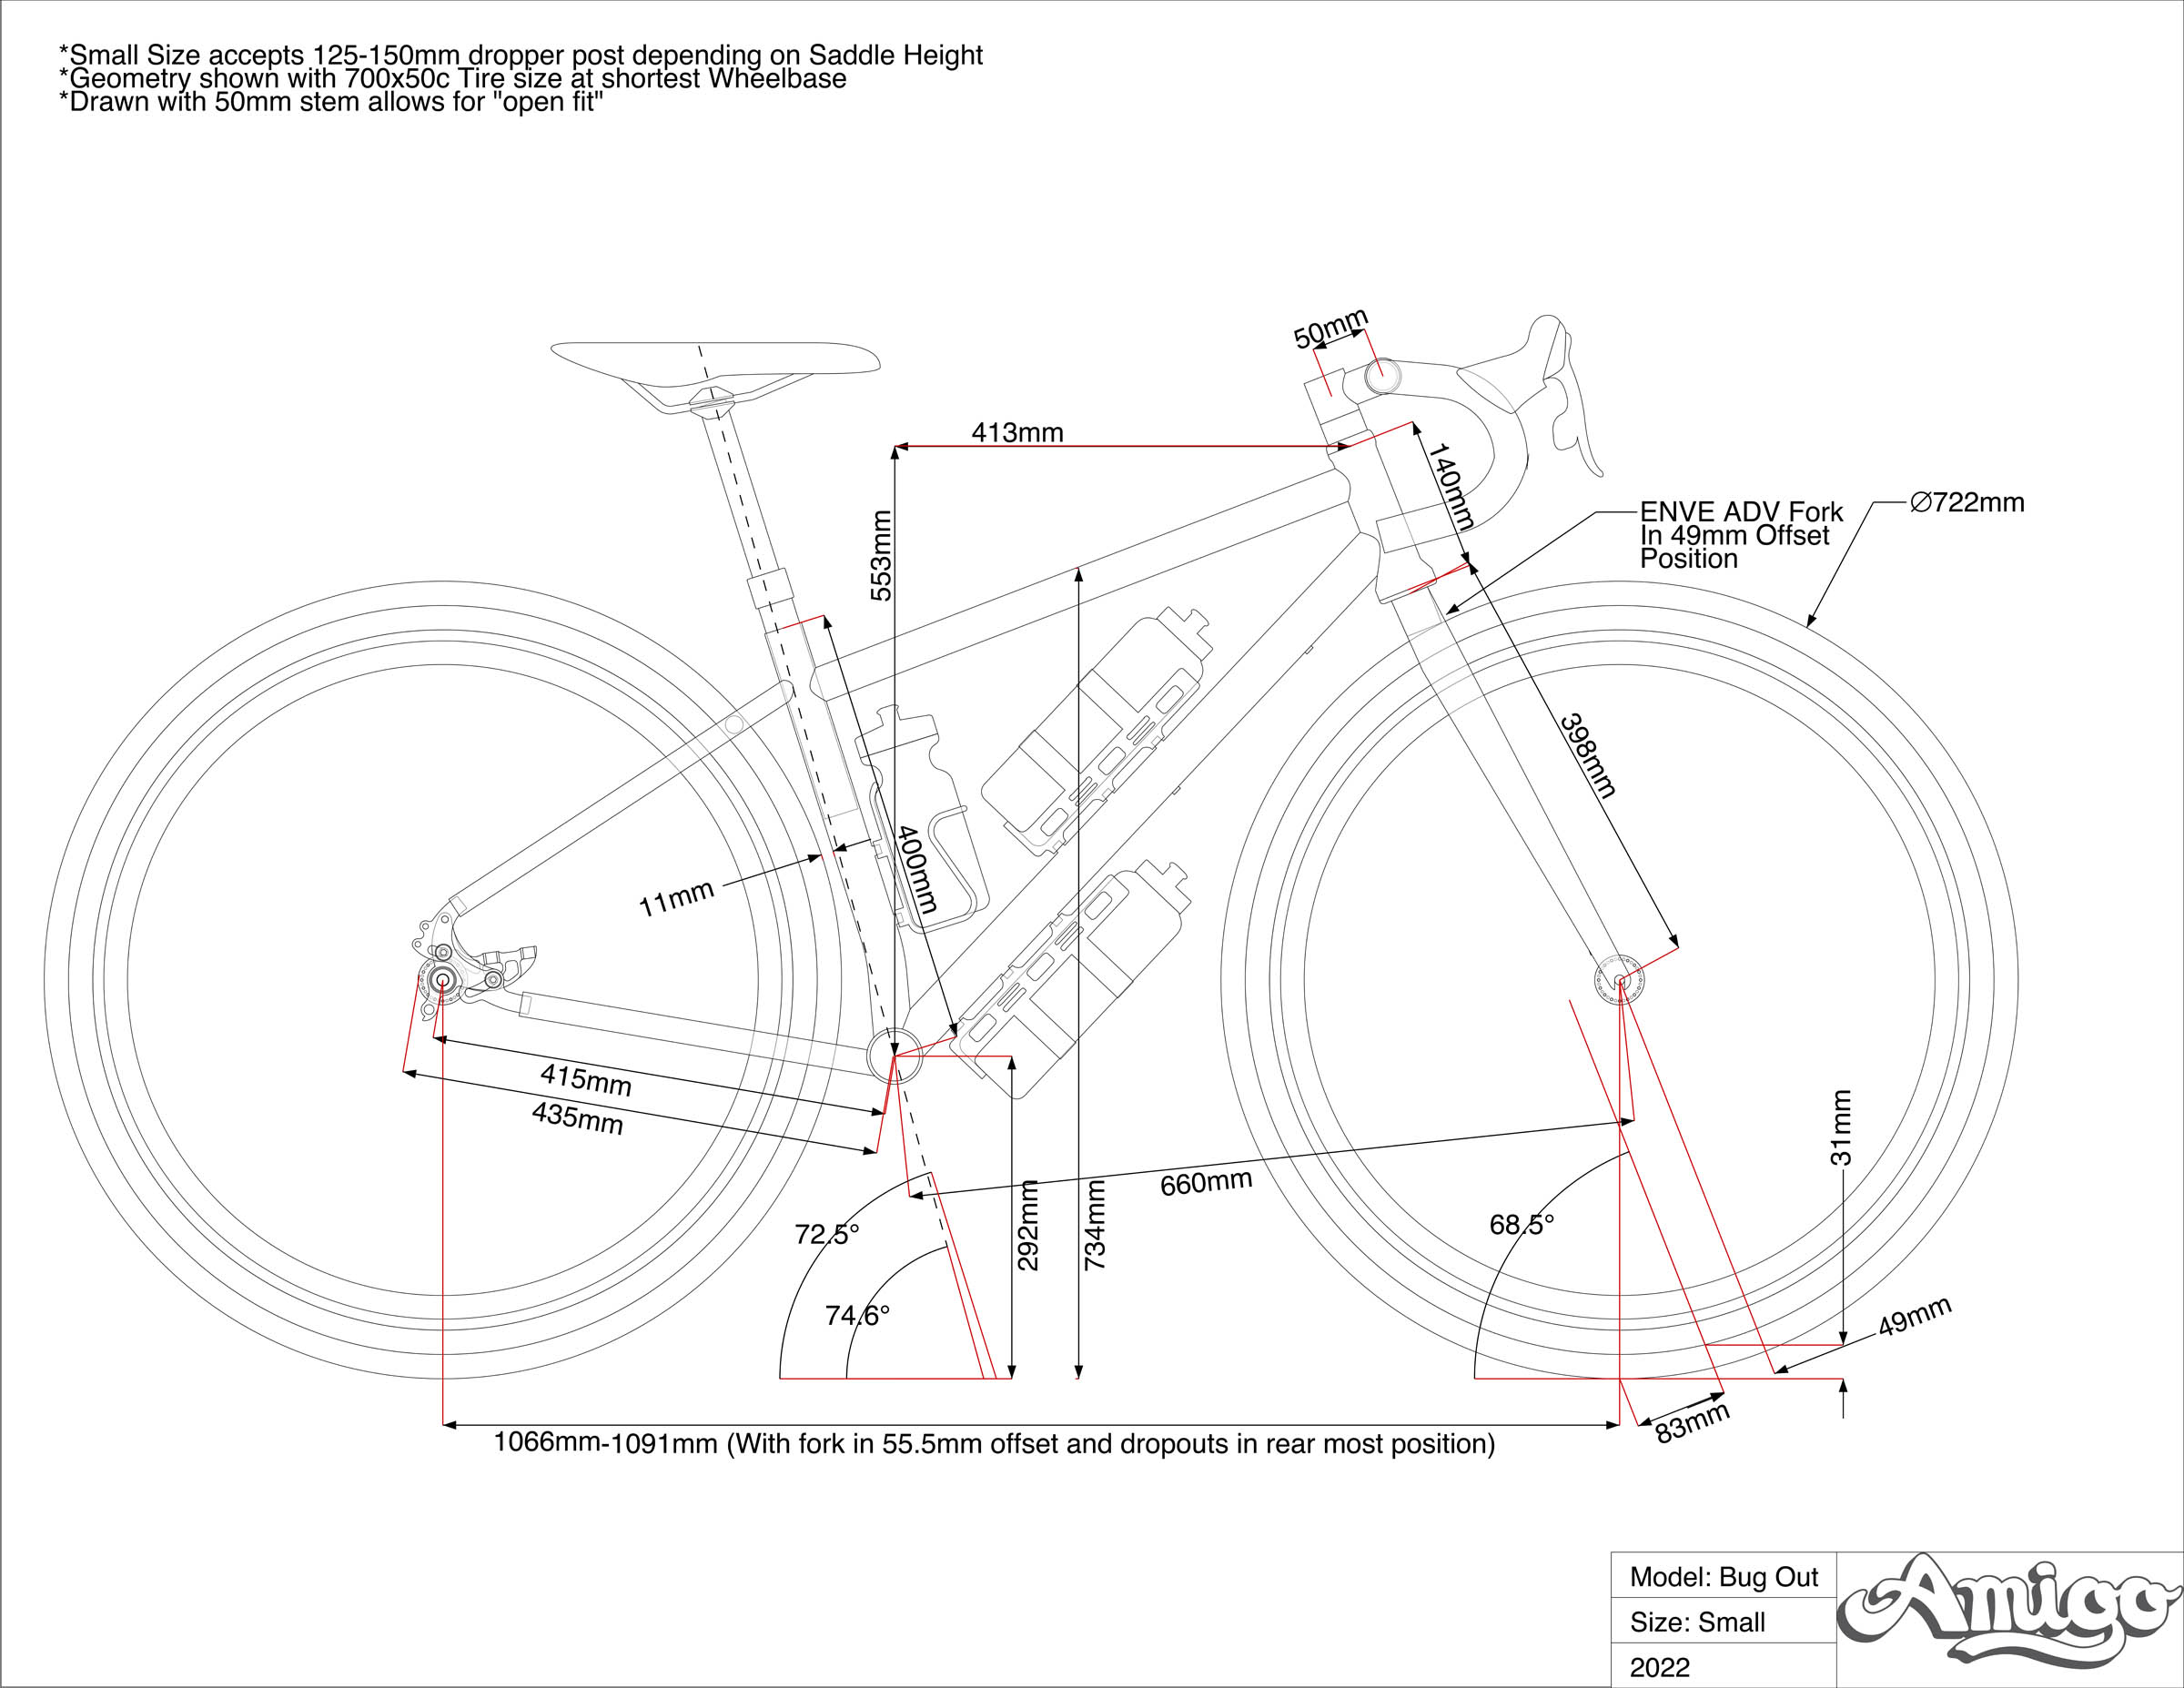 *Small Size accepts 125-150mm dropper post depending on Saddle Height
*Geometry shown with 700x50c Tire size at shortest Wheelbase
*Drawn with 50mm stem allows for "open fit"
50mm
413mm
140mm
553mm
ENVE ADV Fork
In 49mm Offset
Position
Ø722mm
398mm
400mm
11mm
415mm
435mm
660mm
31mm
292mm
734mm
72.5°
68.5°
74.6°
49mm
83mm
1066mm-1091mm (With fork in 55.5mm offset and dropouts in rear most position)
Model: Bug Out
Size: Small
2022
Amigo